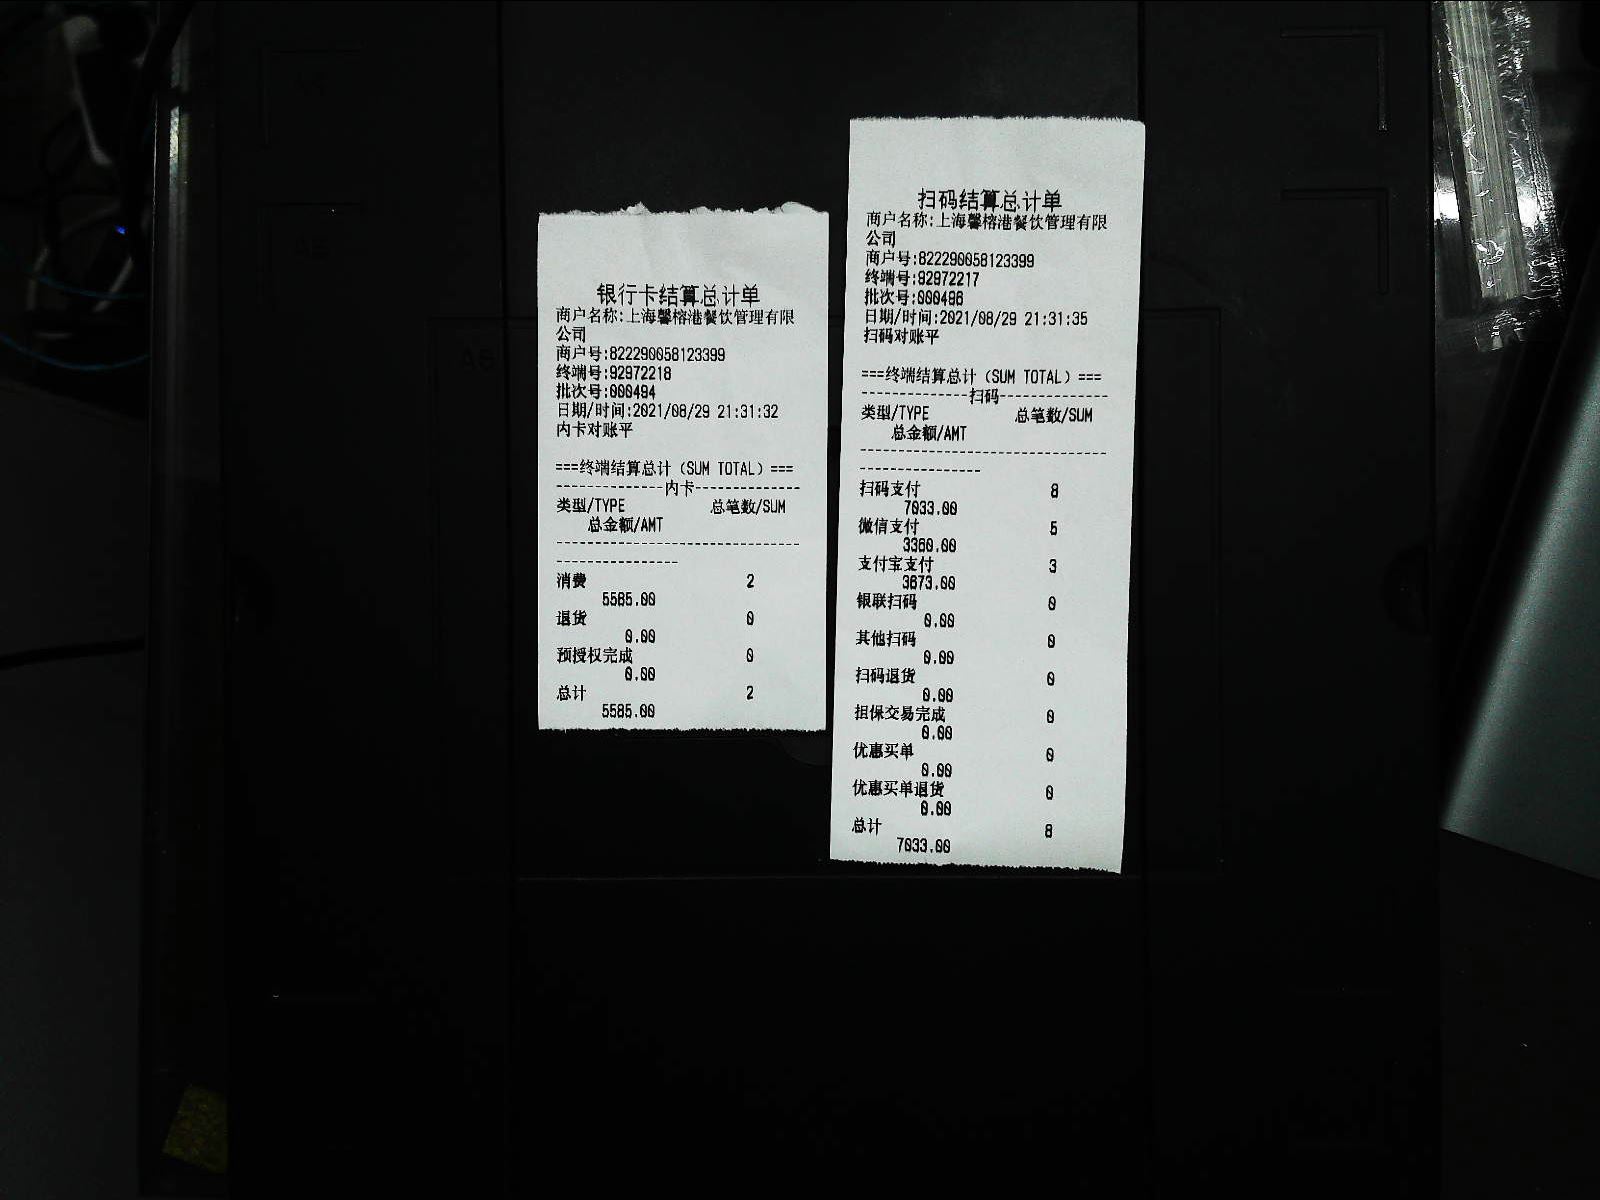 银行卡结算总计单
商户名称:上海馨榕港餐饮管理有限
公司
商户号:822290058123399
终端号:92972218
批次号:000494
日期/时间:2021/08/29 21:31:32
内卡对账平
===终端结算总计（SUM TOTAL）===
--------------内卡--------------
类型/TYPE 总笔数/SUM
总金额/AMT
--------------------------------
----------------
消费 2
5585.00
退货 0
0.00
预授权完成 0
0.00
总计 2
5585.00
扫码结算总计单
商户名称:上海馨榕港餐饮管理有限
公司
商户号:822290058123399
终端号:92972217
批次号:000496
日期/时间:2021/08/29 21:31:35
扫码对账平
===终端结算总计（SUM TOTAL）===
--------------扫码--------------
类型/TYPE 总笔数/SUM
总金额/AMT
--------------------------------
----------------
扫码支付 8
7033.00
微信支付 5
3360.00
支付宝支付 3
3673.00
银联扫码 0
0.00
其他扫码 0
0.00
扫码退货 0
0.00
担保交易完成 0
0.00
优惠买单 0
0.00
优惠买单退货 0
0.00
总计 8
7033.00
A5